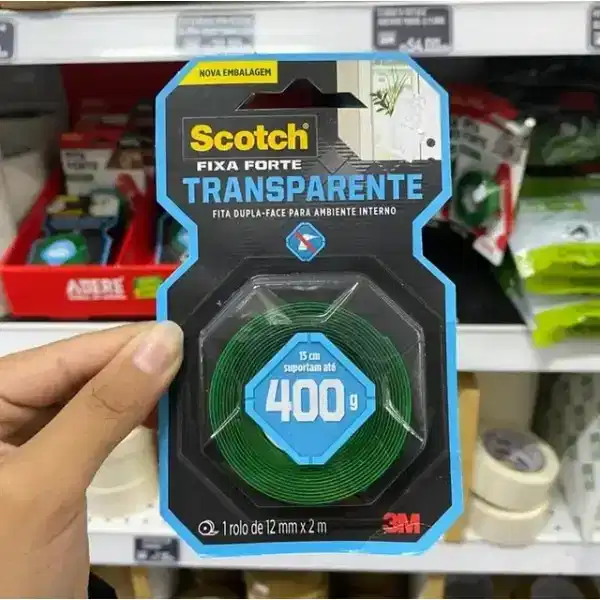 NOVA EMBALAGEM
Scotch
FIXA FORTE
TRANSPARENTE
FITA DUPLA-FACE PARA AMBIENTE INTERNO
15 cm
suportam até
400 g
1 rolo de 12 mm x 2 m
3M
ADERE